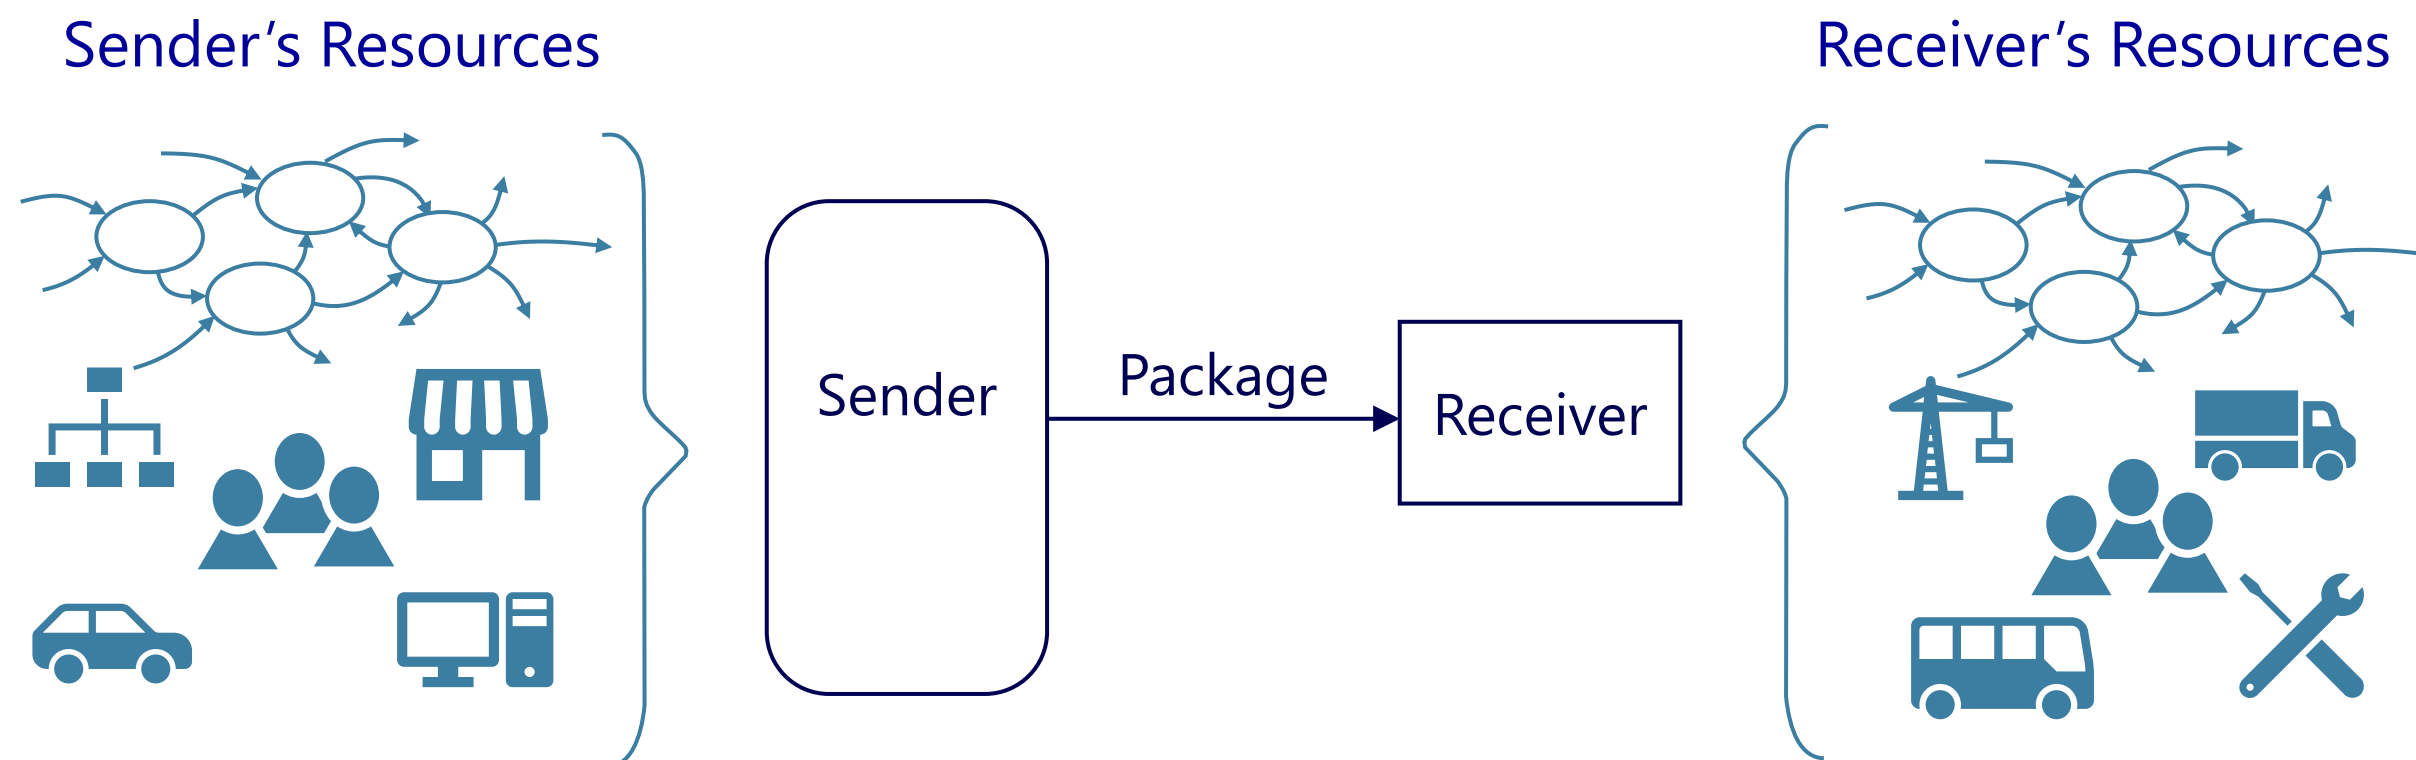 Sender’s Resources
Receiver’s Resources
Sender
Package
Receiver